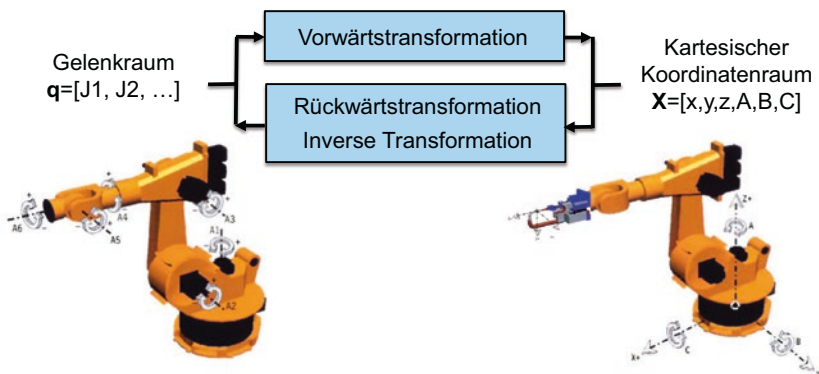 Vorwärtstransformation
Gelenkraum
q=[J1, J2, …]
Kartesischer
Koordinatenraum
X=[x,y,z,A,B,C]
Rückwärtstransformation
Inverse Transformation
A6
A5
A4
A3
A1
A2
Z+
A
X+
C
B